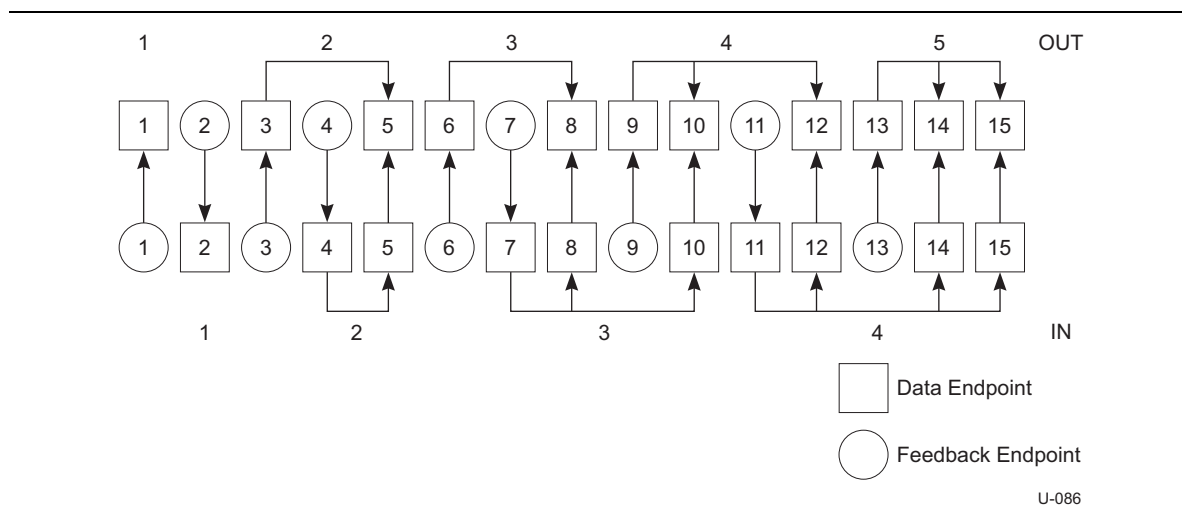 1 2 3 4 5 OUT
1 2 3 4 5 6 7 8 9 10 11 12 13 14 15
1 2 3 4 5 6 7 8 9 10 11 12 13 14 15
1 2 3 4 IN
Data Endpoint
Feedback Endpoint
U-086